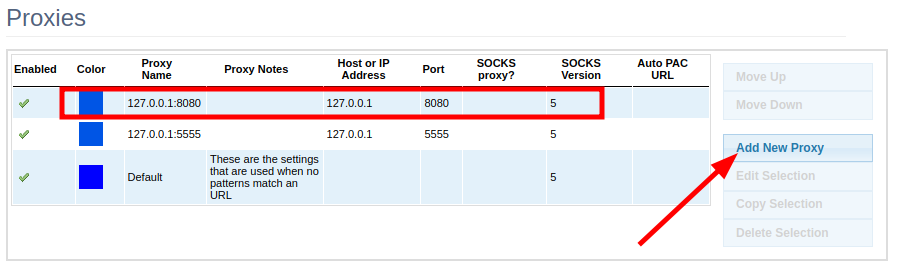 Proxies
Enabled Color Proxy Name Proxy Notes Host or IP Address Port SOCKS proxy? SOCKS Version Auto PAC URL
127.0.0.1:8080 127.0.0.1 8080 5
127.0.0.1:5555 127.0.0.1 5555 5
Default These are the settings that are used when no patterns match an URL 5
Move Up
Move Down
Add New Proxy
Edit Selection
Copy Selection
Delete Selection